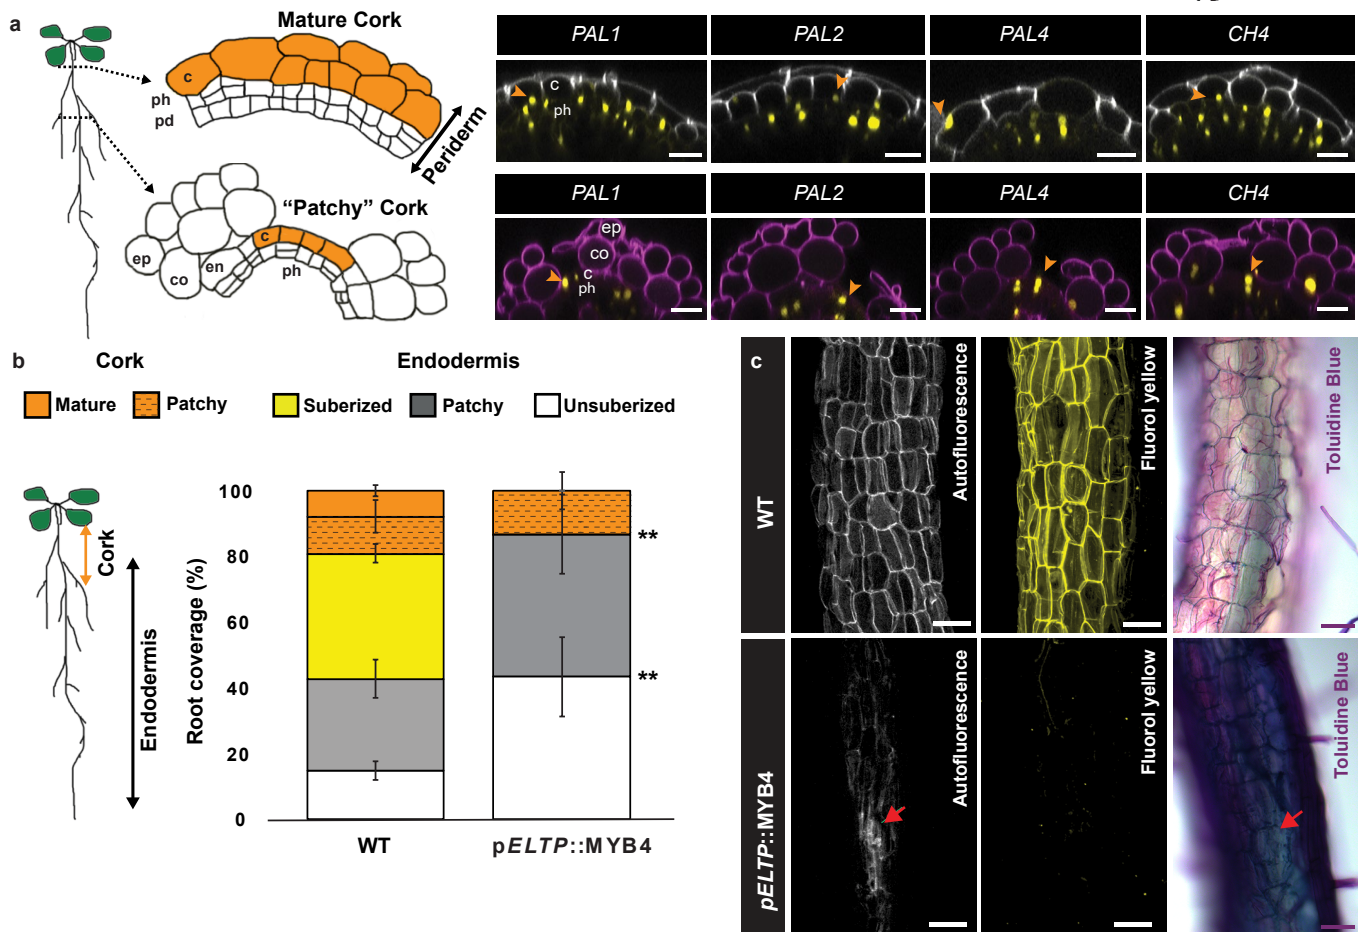 a
Mature Cork
c
ph
pd
Periderm
"Patchy" Cork
c
ep
co
en
ph
PAL1
PAL2
PAL4
CH4
c
ph
PAL1
PAL2
PAL4
CH4
ep
co
c
ph
b
Cork
Endodermis
Mature
Patchy
Suberized
Patchy
Unsuberized
Cork
Endodermis
Root coverage (%)
100
80
60
40
20
0
**
**
WT
pELTP::MYB4
c
WT
Autofluorescence
Fluorol yellow
Toluidine Blue
pELTP::MYB4
Autofluorescence
Fluorol yellow
Toluidine Blue